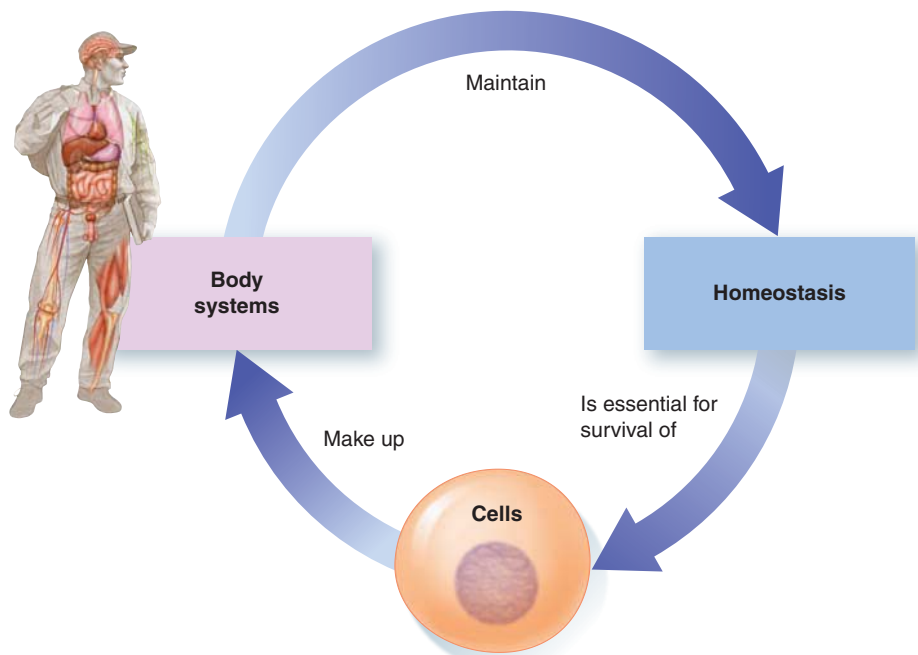 Maintain
Body
systems
Homeostasis
Is essential for
survival of
Make up
Cells